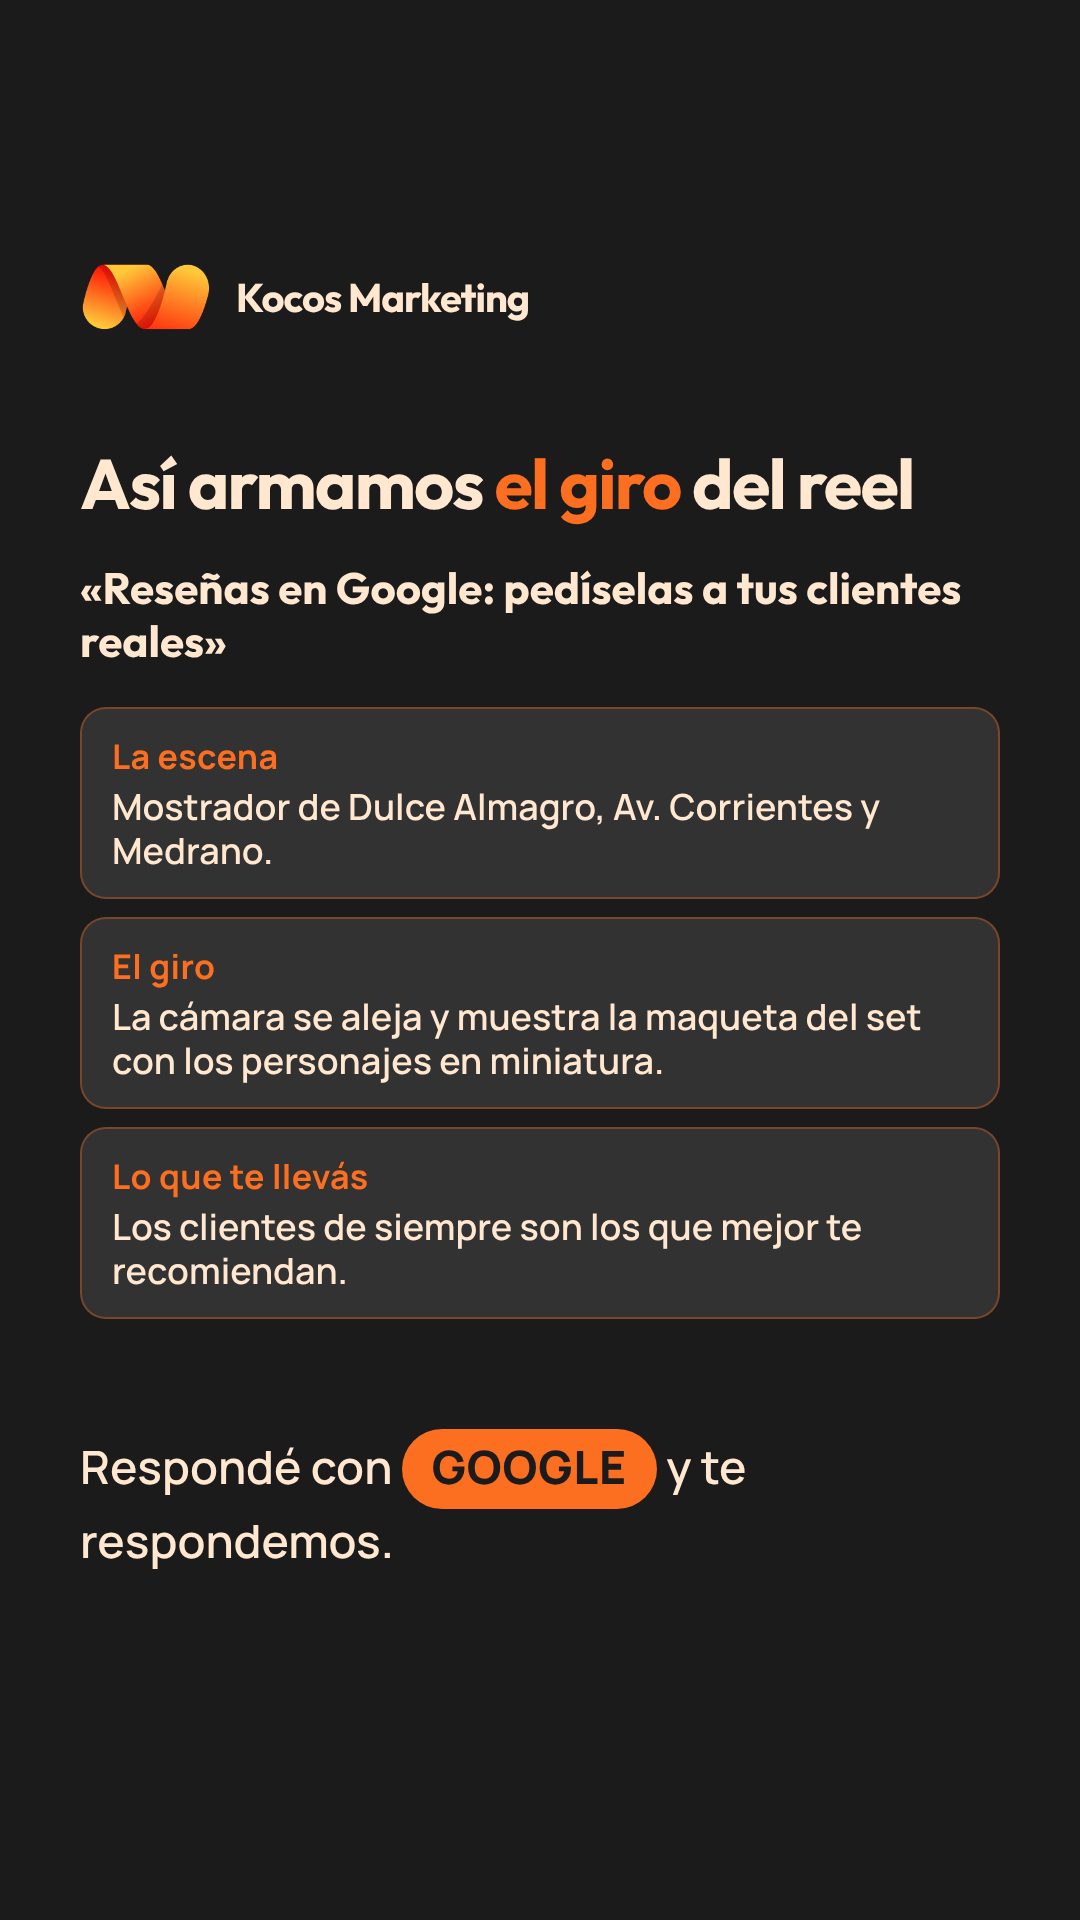 Kocos Marketing
Así armamos el giro del reel
«Reseñas en Google: pedíselas a tus clientes
reales»
La escena
Mostrador de Dulce Almagro, Av. Corrientes y
Medrano.
El giro
La cámara se aleja y muestra la maqueta del set
con los personajes en miniatura.
Lo que te llevás
Los clientes de siempre son los que mejor te
recomiendan.
Respondé con GOOGLE y te
respondemos.